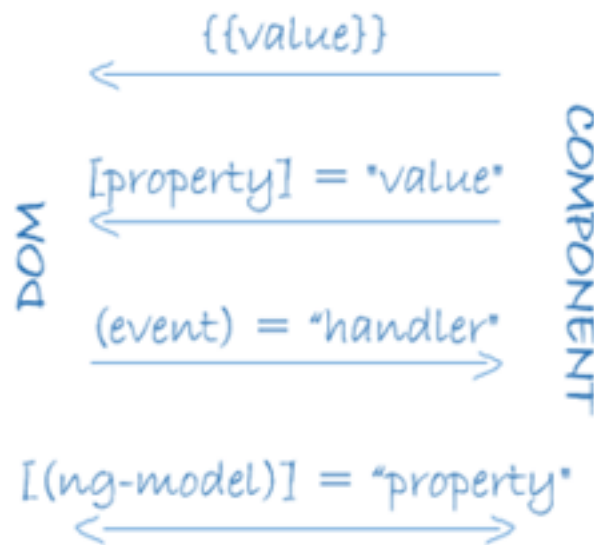 {{value}}
[property] = "value"
DOM
COMPONENT
(event) = "handler"
[(ng-model)] = "property"